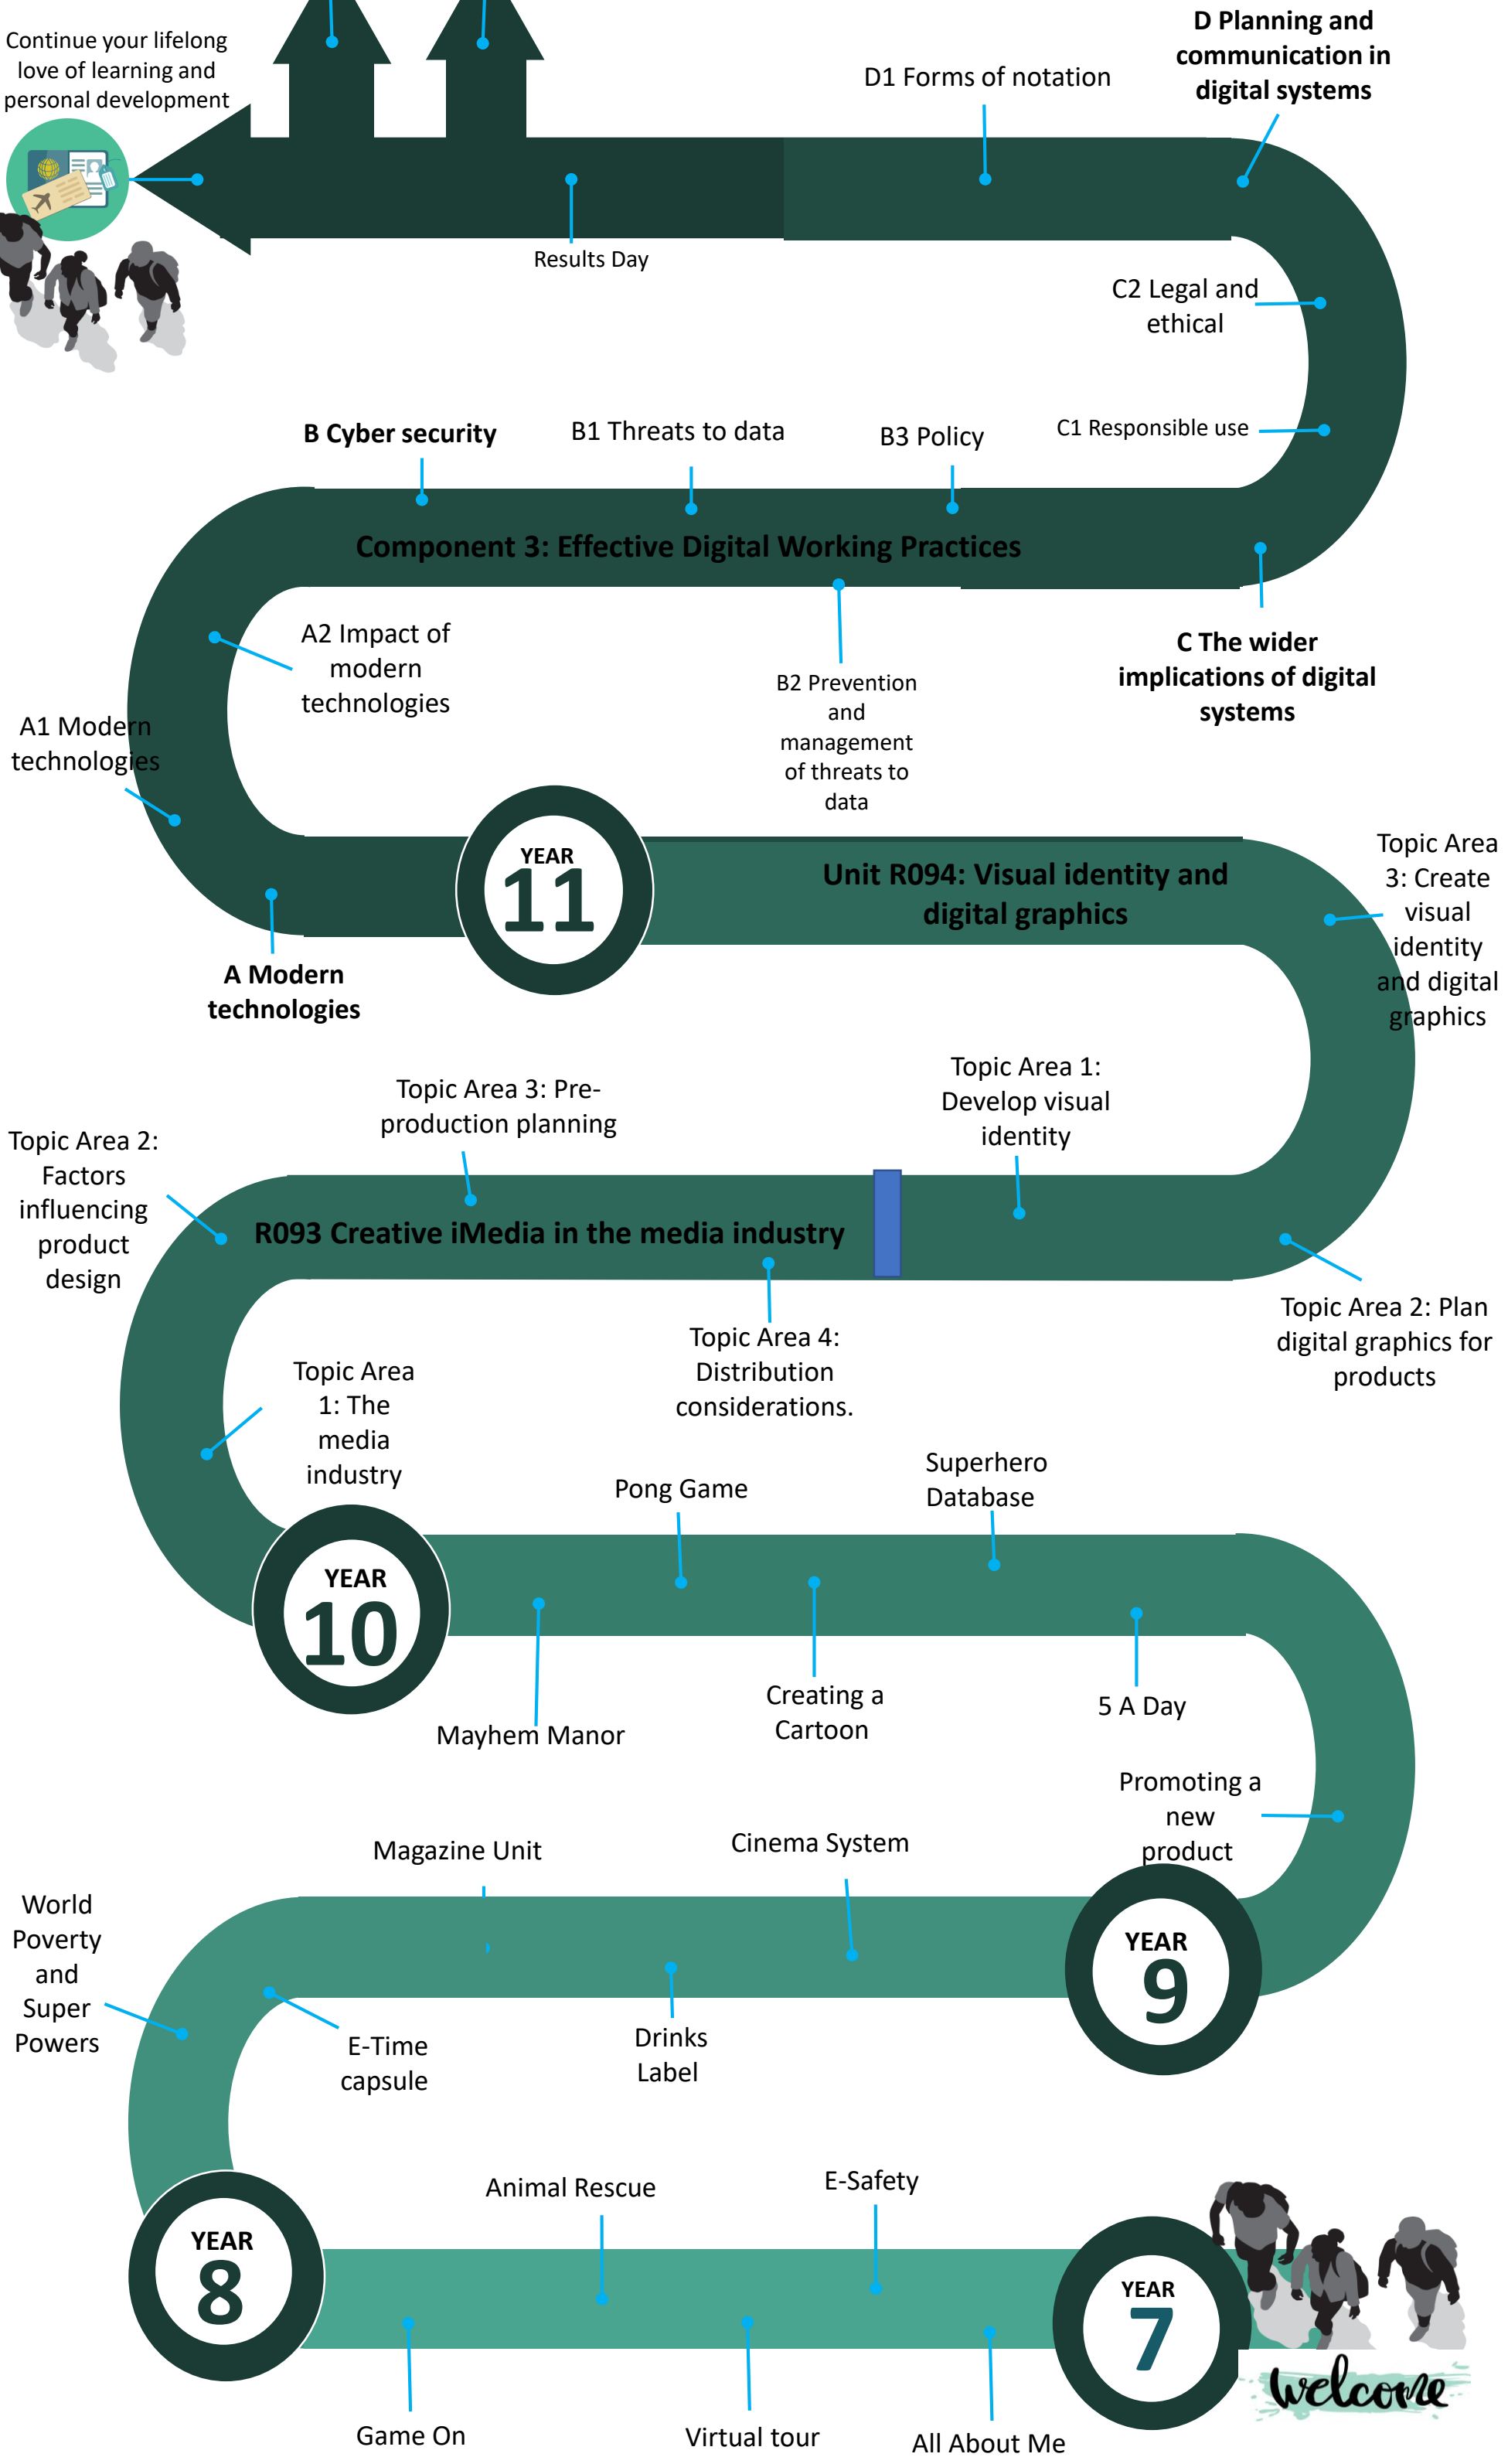 Continue your lifelong
love of learning and
personal development
D Planning and
communication in
digital systems
D1 Forms of notation
Results Day
C2 Legal and
ethical
B Cyber security
B1 Threats to data
B3 Policy
C1 Responsible use
Component 3: Effective Digital Working Practices
A2 Impact of
modern
technologies
B2 Prevention
and
management
of threats to
data
C The wider
implications of digital
systems
A1 Modern
technologies
YEAR
11
Unit R094: Visual identity and
digital graphics
Topic Area
3: Create
visual
identity
and digital
graphics
A Modern
technologies
Topic Area 3: Pre-
production planning
Topic Area 1:
Develop visual
identity
Topic Area 2:
Factors
influencing
product
design
R093 Creative iMedia in the media industry
Topic Area 2: Plan
digital graphics for
products
Topic Area 4:
Distribution
considerations.
Topic Area
1: The
media
industry
Pong Game
Superhero
Database
YEAR
10
Mayhem Manor
Creating a
Cartoon
5 A Day
Promoting a
new
product
Magazine Unit
Cinema System
World
Poverty
and
Super
Powers
YEAR
9
E-Time
capsule
Drinks
Label
Animal Rescue
E-Safety
YEAR
8
YEAR
7
welcome
Game On
Virtual tour
All About Me